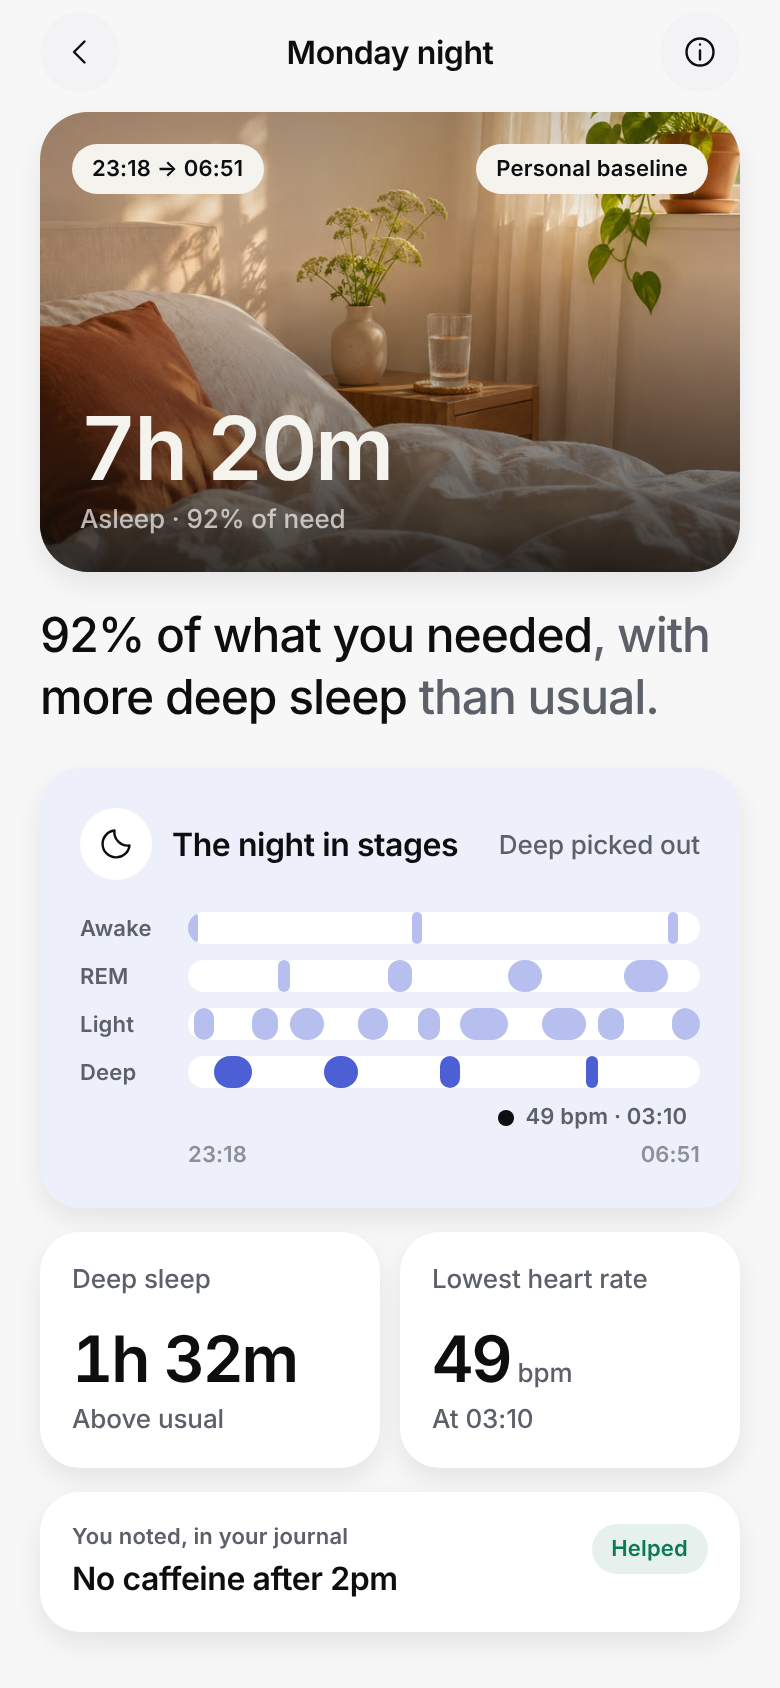 Monday night
23:18 → 06:51
Personal baseline
7h 20m
Asleep · 92% of need
92% of what you needed, with
more deep sleep than usual.
The night in stages
Deep picked out
Awake
REM
Light
Deep
49 bpm · 03:10
23:18
06:51
Deep sleep
1h 32m
Above usual
Lowest heart rate
49 bpm
At 03:10
You noted, in your journal
No caffeine after 2pm
Helped